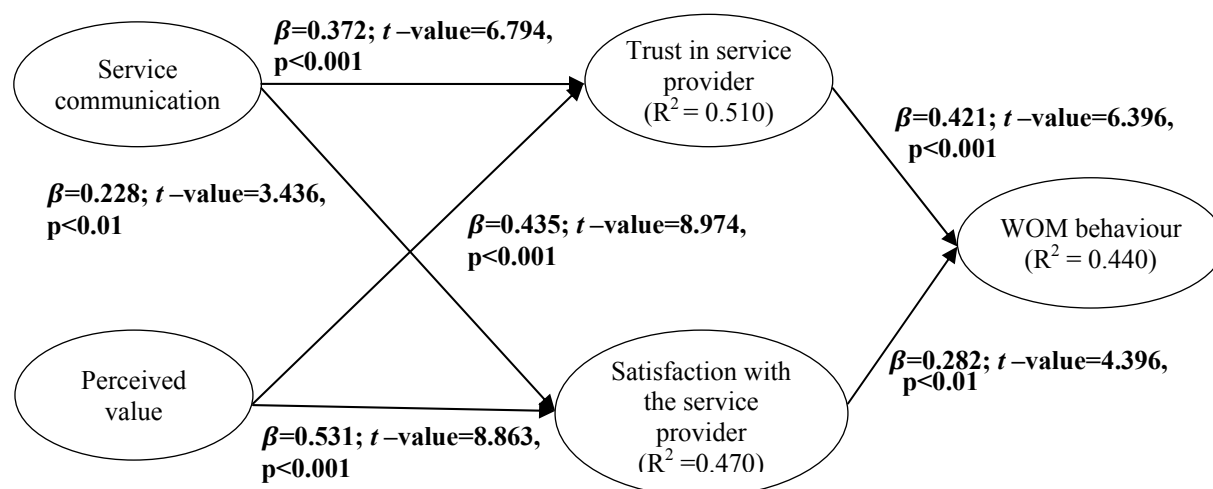 β=0.372; t –value=6.794,
p<0.001
Service
communication
Trust in service
provider
(R² = 0.510)
β=0.421; t –value=6.396,
p<0.001
β=0.228; t –value=3.436,
p<0.01
β=0.435; t –value=8.974,
p<0.001
WOM behaviour
(R² = 0.440)
Perceived
value
Satisfaction with
the service
provider
(R² =0.470)
β=0.282; t –value=4.396,
p<0.01
β=0.531; t –value=8.863,
p<0.001